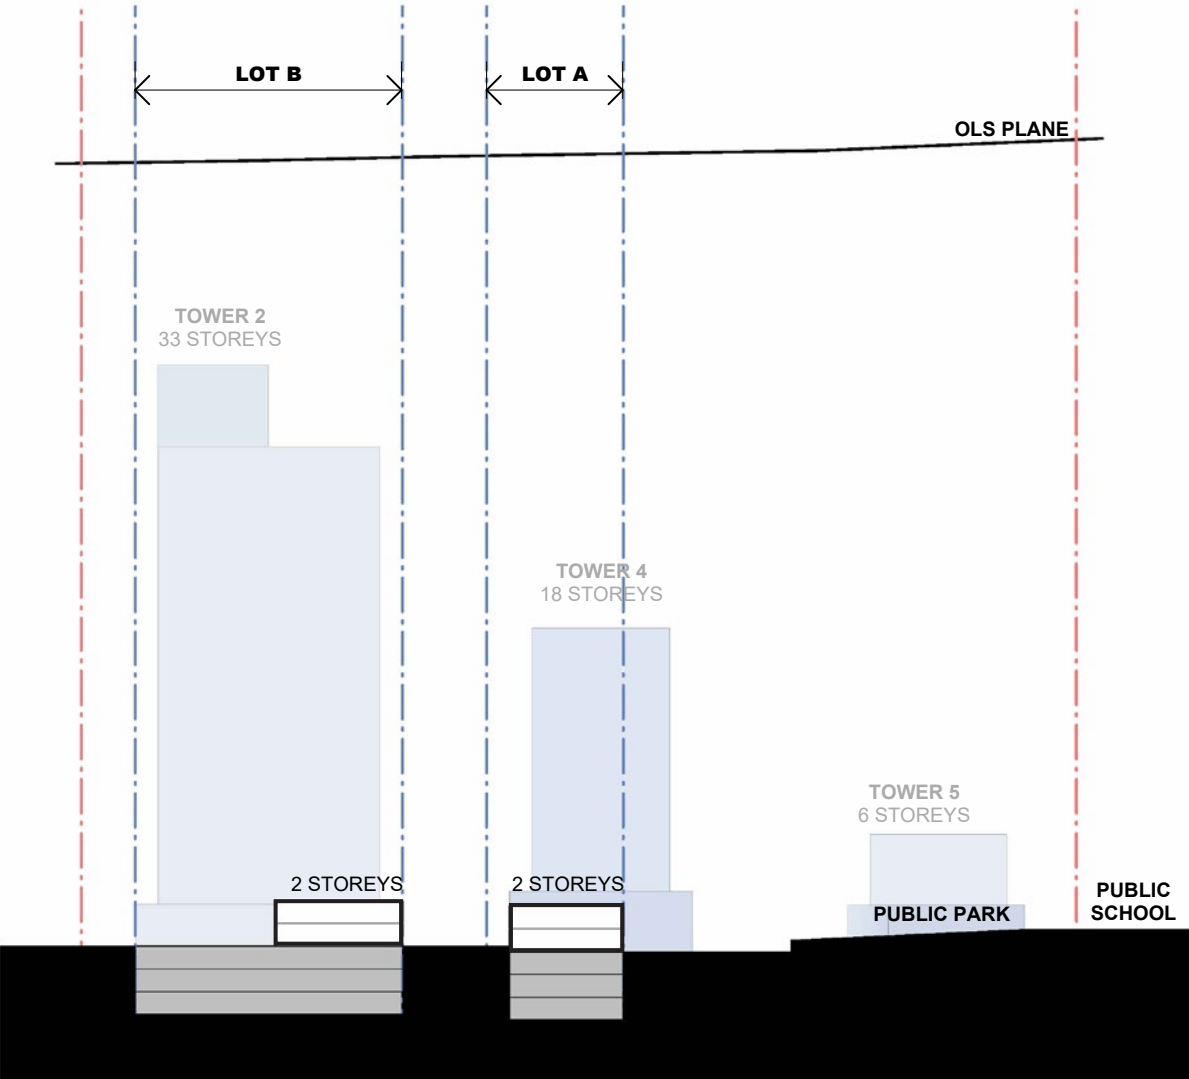 LOT B
LOT A
OLS PLANE
TOWER 2
33 STOREYS
TOWER 4
18 STOREYS
TOWER 5
6 STOREYS
2 STOREYS
2 STOREYS
PUBLIC PARK
PUBLIC
SCHOOL